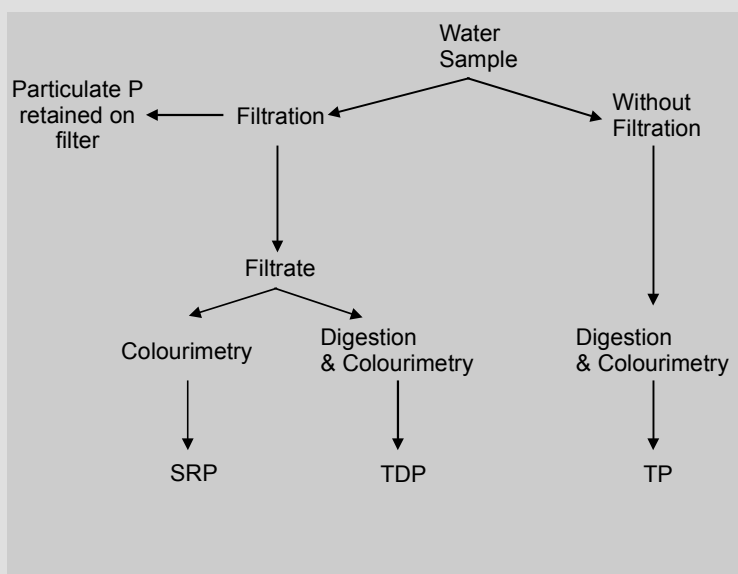 Water
Sample
Particulate P
retained on
filter
Filtration
Without
Filtration
Filtrate
Colourimetry
Digestion
& Colourimetry
Digestion
& Colourimetry
SRP
TDP
TP